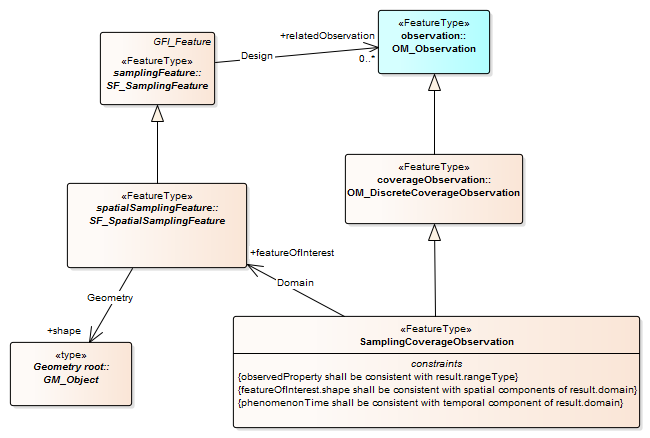 GFI_Feature
«FeatureType»
samplingFeature::
SF_SamplingFeature
+relatedObservation
Design
0..*
«FeatureType»
observation::
OM_Observation
«FeatureType»
coverageObservation::
OM_DiscreteCoverageObservation
«FeatureType»
spatialSamplingFeature::
SF_SpatialSamplingFeature
+featureOfInterest
Domain
Geometry
+shape
«type»
Geometry root::
GM_Object
«FeatureType»
SamplingCoverageObservation
constraints
{observedProperty shall be consistent with result.rangeType}
{featureOfInterest.shape shall be consistent with spatial components of result.domain}
{phenomenonTime shall be consistent with temporal component of result.domain}